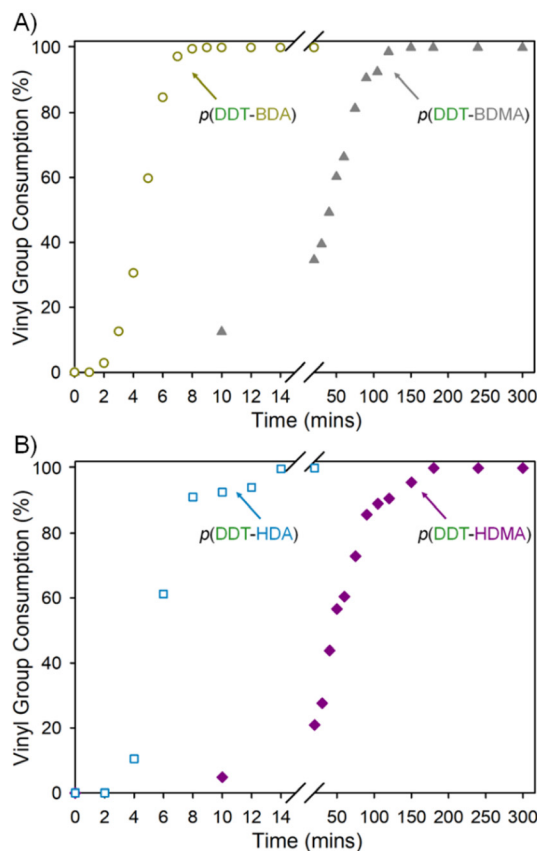 A)
100
80
60
40
20
0
Vinyl Group Consumption (%)
p(DDT-BDA)
p(DDT-BDMA)
0 2 4 6 8 10 12 14 50 100 150 200 250 300
Time (mins)
B)
100
80
60
40
20
0
Vinyl Group Consumption (%)
p(DDT-HDA)
p(DDT-HDMA)
0 2 4 6 8 10 12 14 50 100 150 200 250 300
Time (mins)